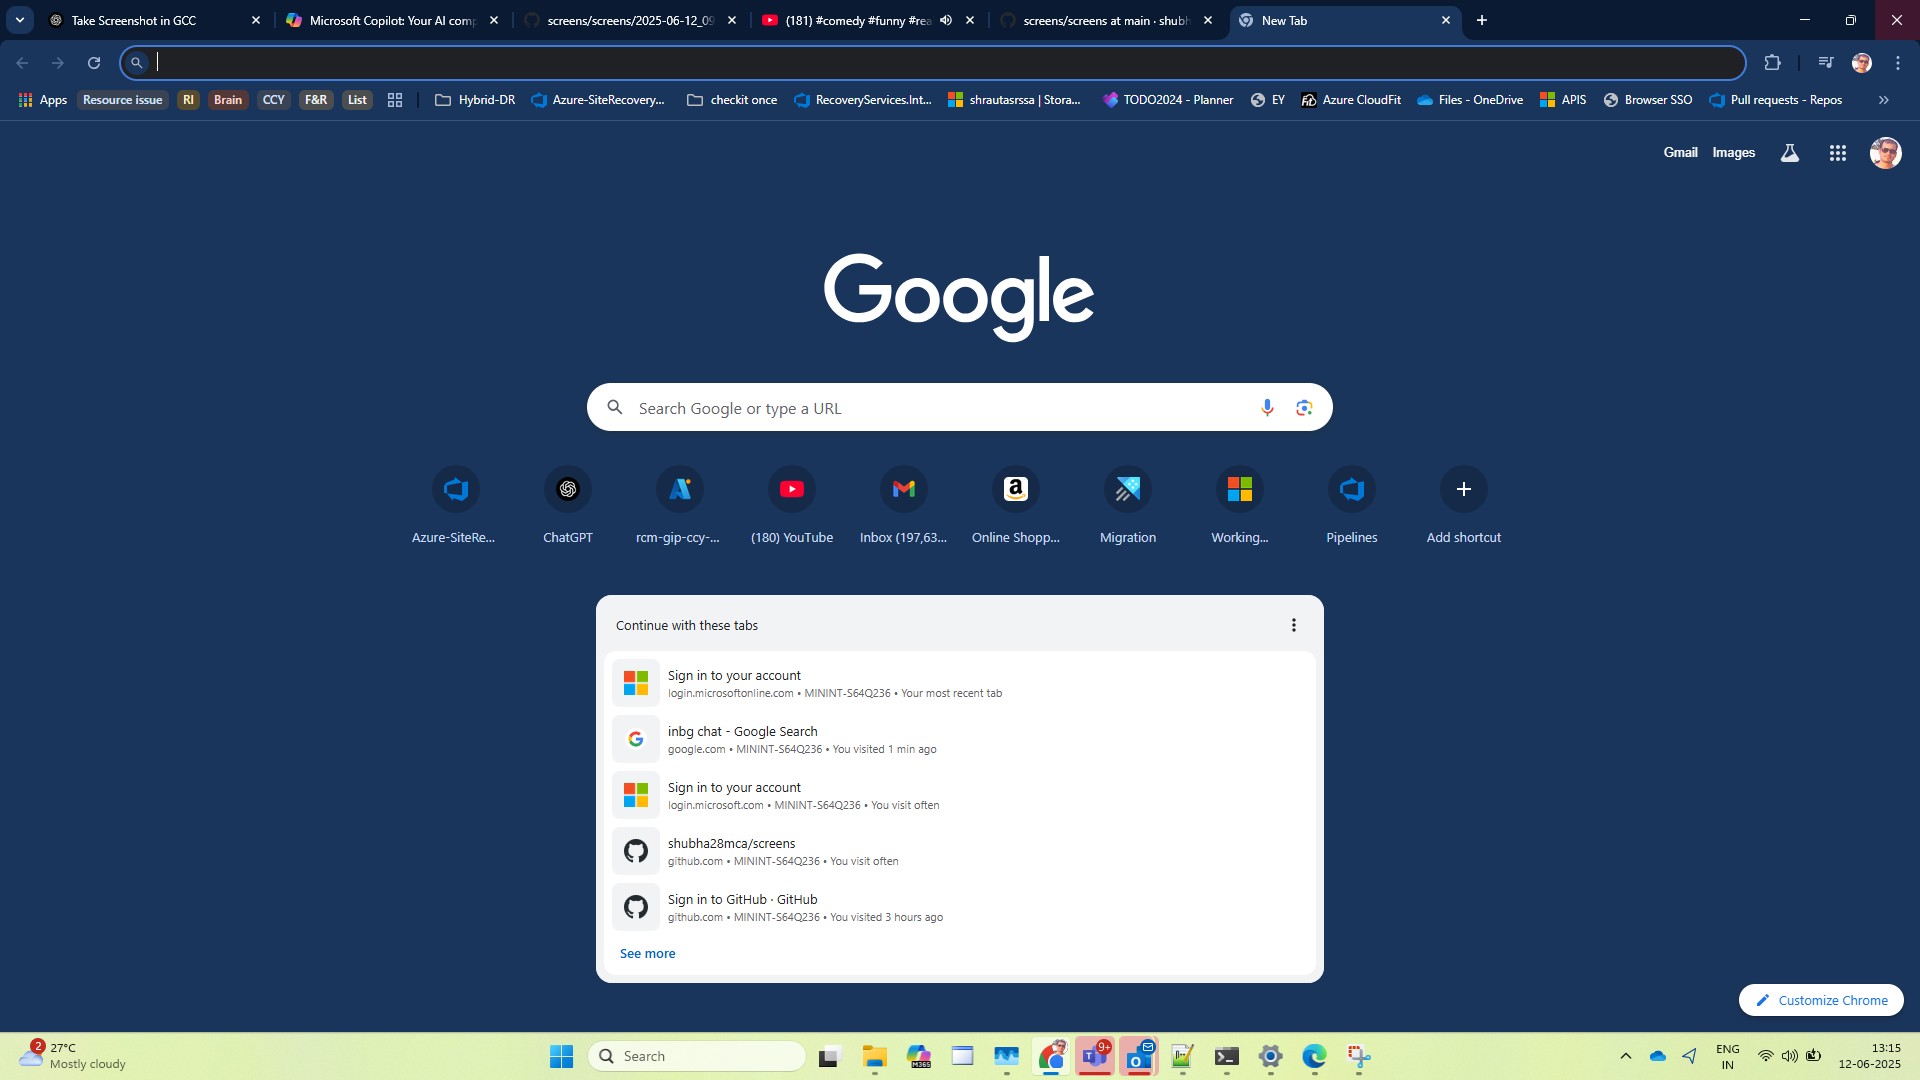 Take Screenshot in GCC
Microsoft Copilot: Your AI comp
screens/screens/2025-06-12_09
(181) #comedy #funny #rea
screens/screens at main · shubh
New Tab
Apps
Resource issue
RI
Brain
CCY
F&R
List
Hybrid-DR
Azure-SiteRecovery...
checkit once
RecoveryServices.Int...
shrautasrssa | Stora...
TODO2024 - Planner
EY
Azure CloudFit
Files - OneDrive
APIS
Browser SSO
Pull requests - Repos
Gmail
Images
Google
Search Google or type a URL
Azure-SiteRe...
ChatGPT
rcm-gip-ccy-...
(180) YouTube
Inbox (197,63...
Online Shopp...
Migration
Working...
Pipelines
Add shortcut
Continue with these tabs
Sign in to your account
login.microsoftonline.com • MININT-S64Q236 • Your most recent tab
inbg chat - Google Search
google.com • MININT-S64Q236 • You visited 1 min ago
Sign in to your account
login.microsoft.com • MININT-S64Q236 • You visit often
shubha28mca/screens
github.com • MININT-S64Q236 • You visit often
Sign in to GitHub · GitHub
github.com • MININT-S64Q236 • You visited 3 hours ago
See more
Customize Chrome
2
27°C
Mostly cloudy
Search
M365
9+
ENG
IN
13:15
12-06-2025